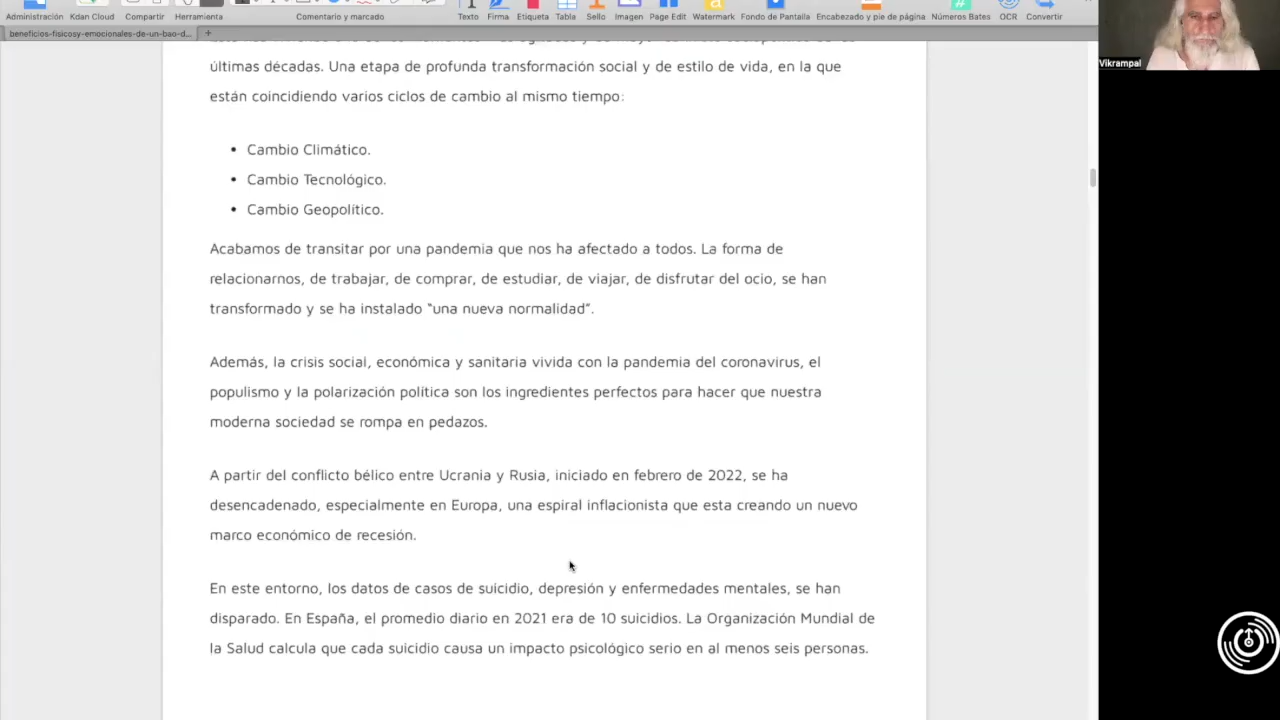 Administración Kdan Cloud Compartir Herramienta Comentario y marcado Texto Firma Etiqueta Tabla Sello Imagen Page Edit Watermark Fondo de Pantalla Encabezado y pie de página Números Bates OCR Convertir
beneficios-fisicosy-emocionales-de-un-bao-d... +
Vikrampal
últimas décadas. Una etapa de profunda transformación social y de estilo de vida, en la que
están coincidiendo varios ciclos de cambio al mismo tiempo:
• Cambio Climático.
• Cambio Tecnológico.
• Cambio Geopolítico.
Acabamos de transitar por una pandemia que nos ha afectado a todos. La forma de
relacionarnos, de trabajar, de comprar, de estudiar, de viajar, de disfrutar del ocio, se han
transformado y se ha instalado “una nueva normalidad”.
Además, la crisis social, económica y sanitaria vivida con la pandemia del coronavirus, el
populismo y la polarización política son los ingredientes perfectos para hacer que nuestra
moderna sociedad se rompa en pedazos.
A partir del conflicto bélico entre Ucrania y Rusia, iniciado en febrero de 2022, se ha
desencadenado, especialmente en Europa, una espiral inflacionista que esta creando un nuevo
marco económico de recesión.
En este entorno, los datos de casos de suicidio, depresión y enfermedades mentales, se han
disparado. En España, el promedio diario en 2021 era de 10 suicidios. La Organización Mundial de
la Salud calcula que cada suicidio causa un impacto psicológico serio en al menos seis personas.